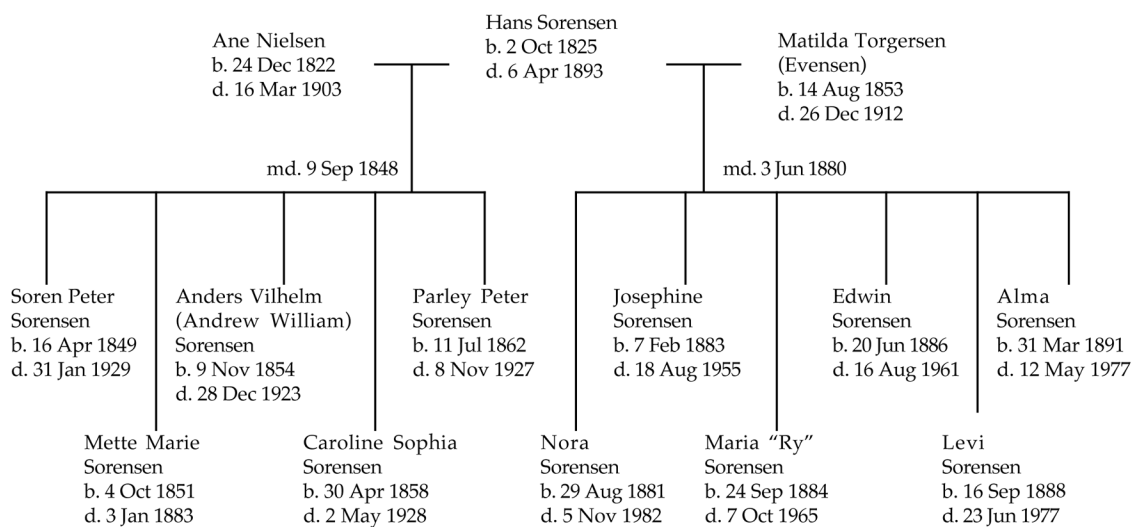 Ane Nielsen
b. 24 Dec 1822
d. 16 Mar 1903
Hans Sorensen
b. 2 Oct 1825
d. 6 Apr 1893
Matilda Torgersen
(Evensen)
b. 14 Aug 1853
d. 26 Dec 1912
md. 9 Sep 1848
md. 3 Jun 1880
Soren Peter
Sorensen
b. 16 Apr 1849
d. 31 Jan 1929
Anders Vilhelm
(Andrew William)
Sorensen
b. 9 Nov 1854
d. 28 Dec 1923
Parley Peter
Sorensen
b. 11 Jul 1862
d. 8 Nov 1927
Josephine
Sorensen
b. 7 Feb 1883
d. 18 Aug 1955
Edwin
Sorensen
b. 20 Jun 1886
d. 16 Aug 1961
Alma
Sorensen
b. 31 Mar 1891
d. 12 May 1977
Mette Marie
Sorensen
b. 4 Oct 1851
d. 3 Jan 1883
Caroline Sophia
Sorensen
b. 30 Apr 1858
d. 2 May 1928
Nora
Sorensen
b. 29 Aug 1881
d. 5 Nov 1982
Maria “Ry”
Sorensen
b. 24 Sep 1884
d. 7 Oct 1965
Levi
Sorensen
b. 16 Sep 1888
d. 23 Jun 1977